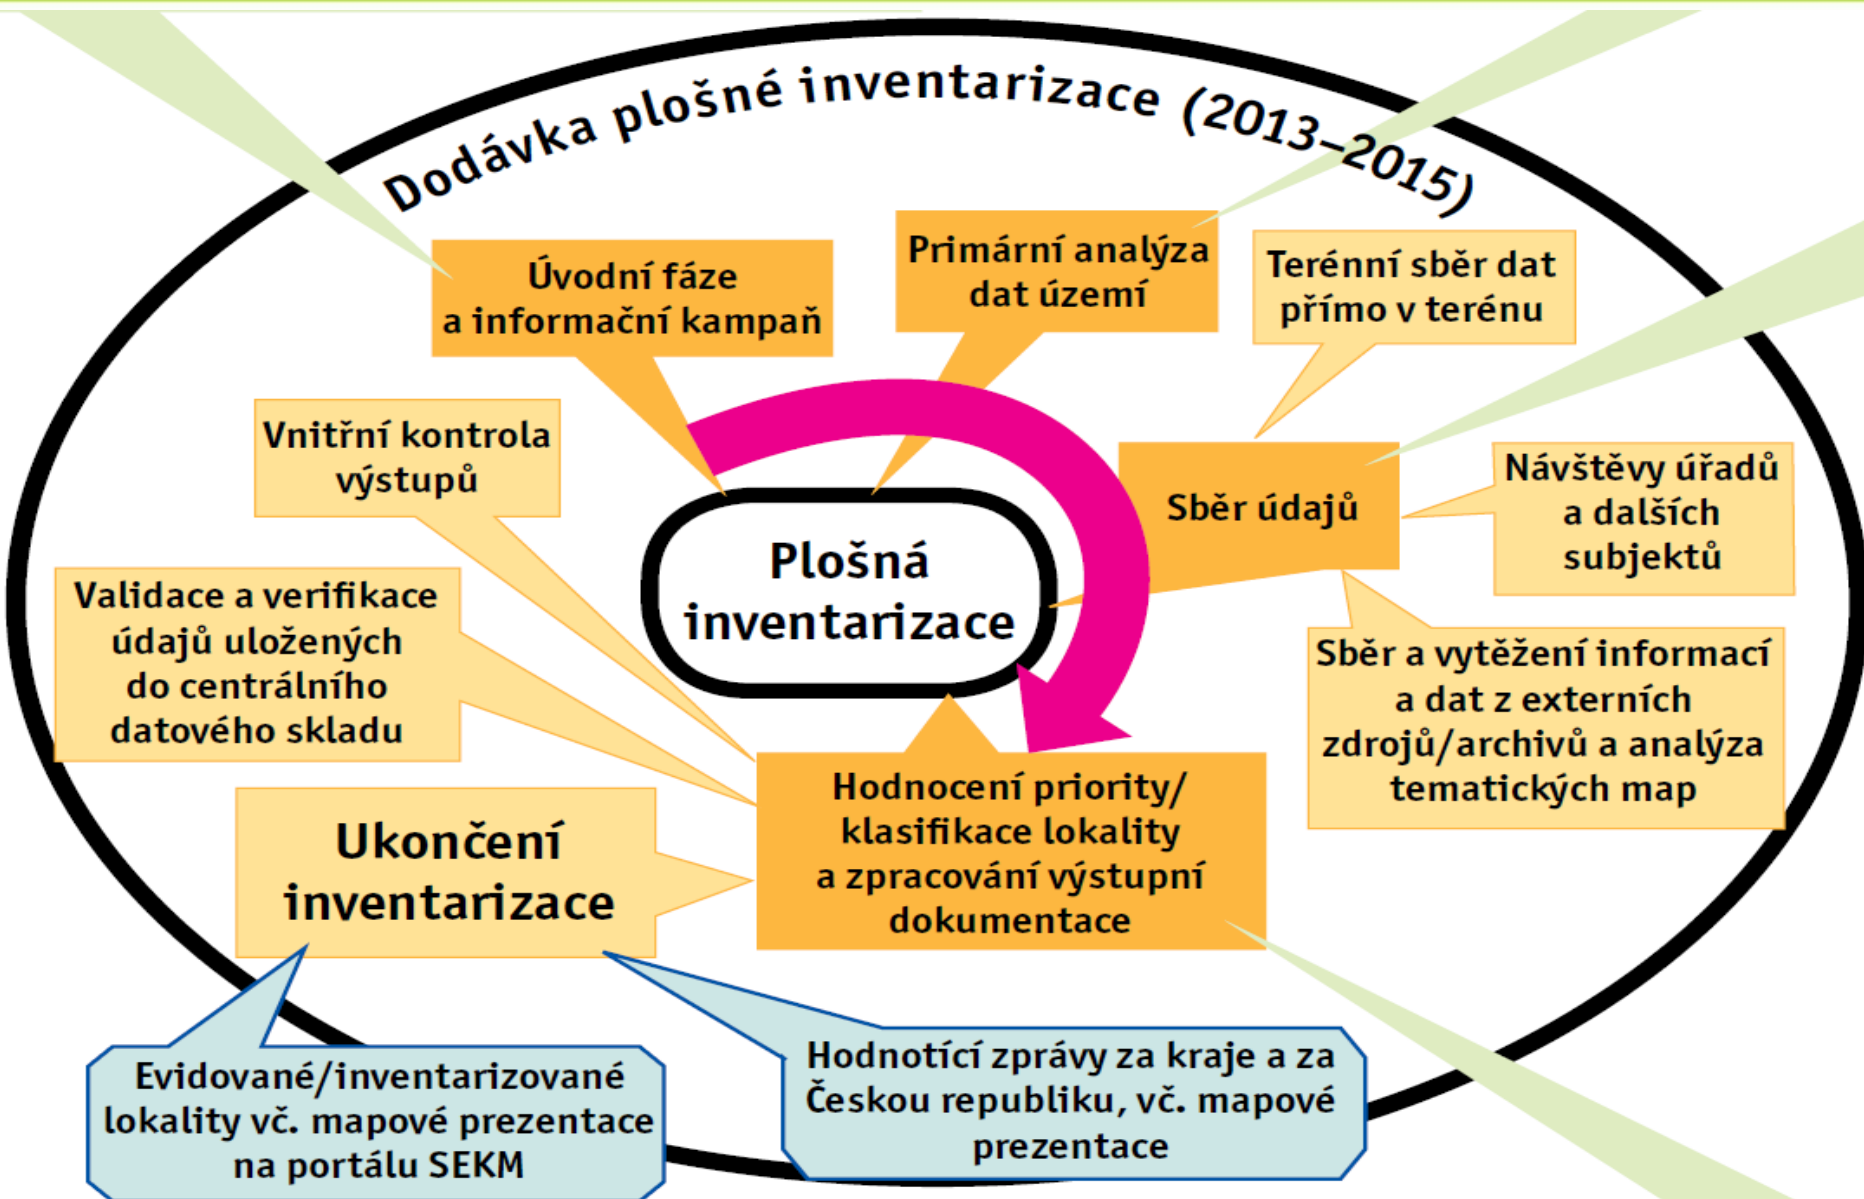 Dodávka plošné inventarizace (2013–2015)
Úvodní fáze
a informační kampaň
Primární analýza
dat území
Terénní sběr dat
přímo v terénu
Vnitřní kontrola
výstupů
Sběr údajů
Návštěvy úřadů
a dalších
subjektů
Plošná
inventarizace
Validace a verifikace
údajů uložených
do centrálního
datového skladu
Sběr a vytěžení informací
a dat z externích
zdrojů/archivů a analýza
tematických map
Hodnocení priority/
klasifikace lokality
a zpracování výstupní
dokumentace
Ukončení
inventarizace
Evidované/inventarizované
lokality vč. mapové prezentace
na portálu SEKM
Hodnotící zprávy za kraje a za
Českou republiku, vč. mapové
prezentace